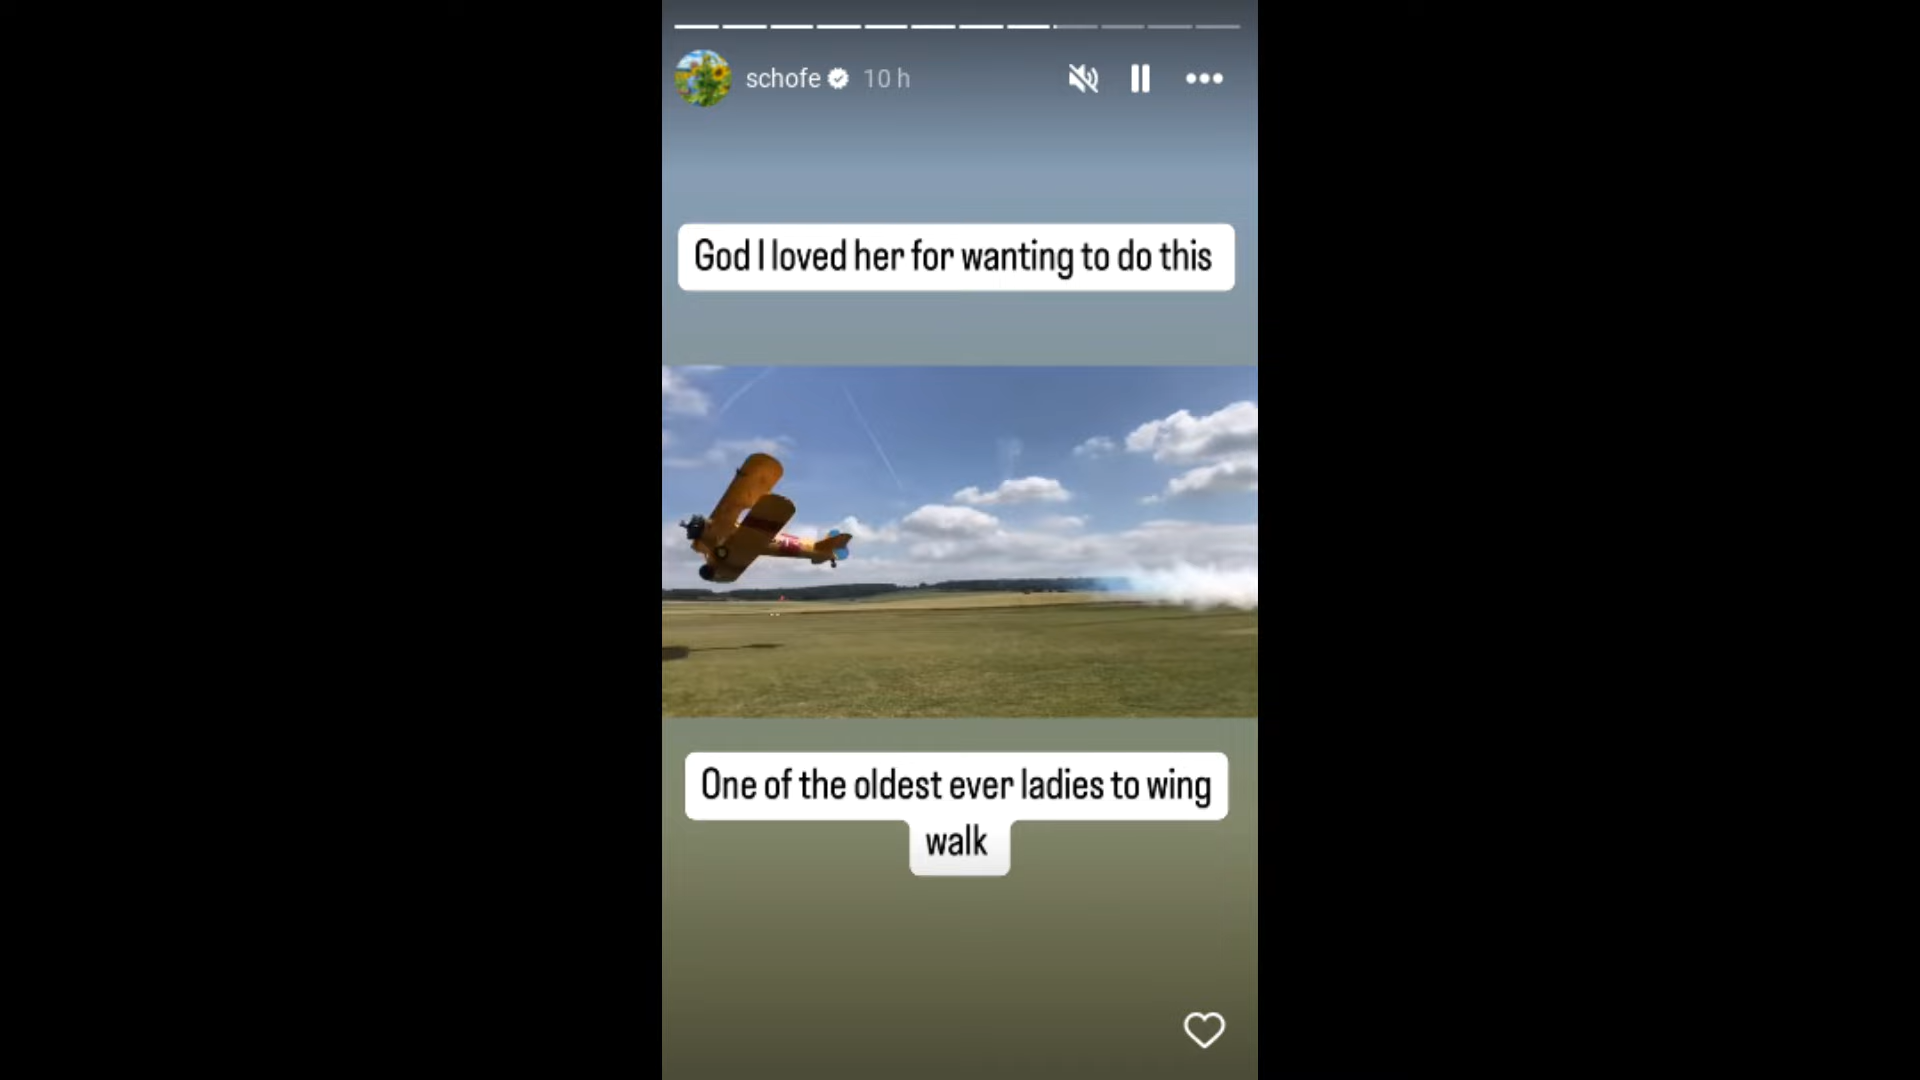 schofe 10 h
God I loved her for wanting to do this
One of the oldest ever ladies to wing
walk